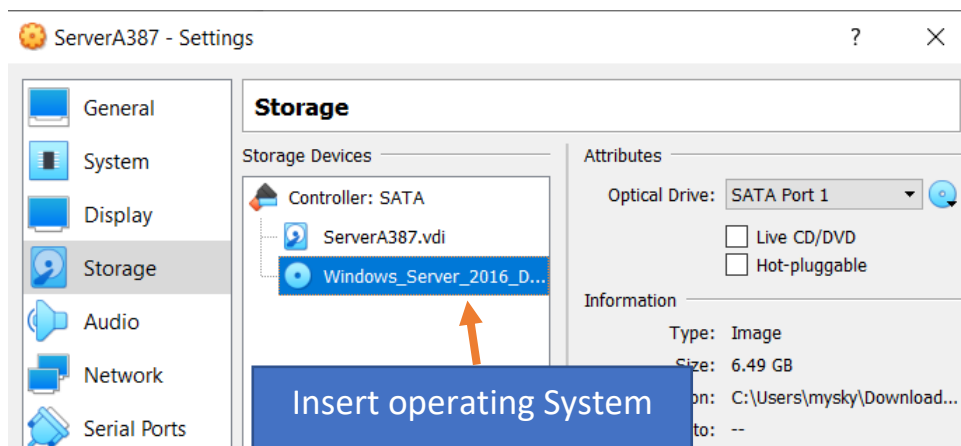 ServerA387 - Settings ?
General
System
Display
Storage
Audio
Network
Serial Ports
Storage
Storage Devices
Controller: SATA
ServerA387.vdi
Windows_Server_2016_D...
Attributes
Optical Drive: SATA Port 1
Live CD/DVD
Hot-pluggable
Information
Type: Image
Size: 6.49 GB
on: C:\Users\mysky\Download...
to: --
Insert operating System